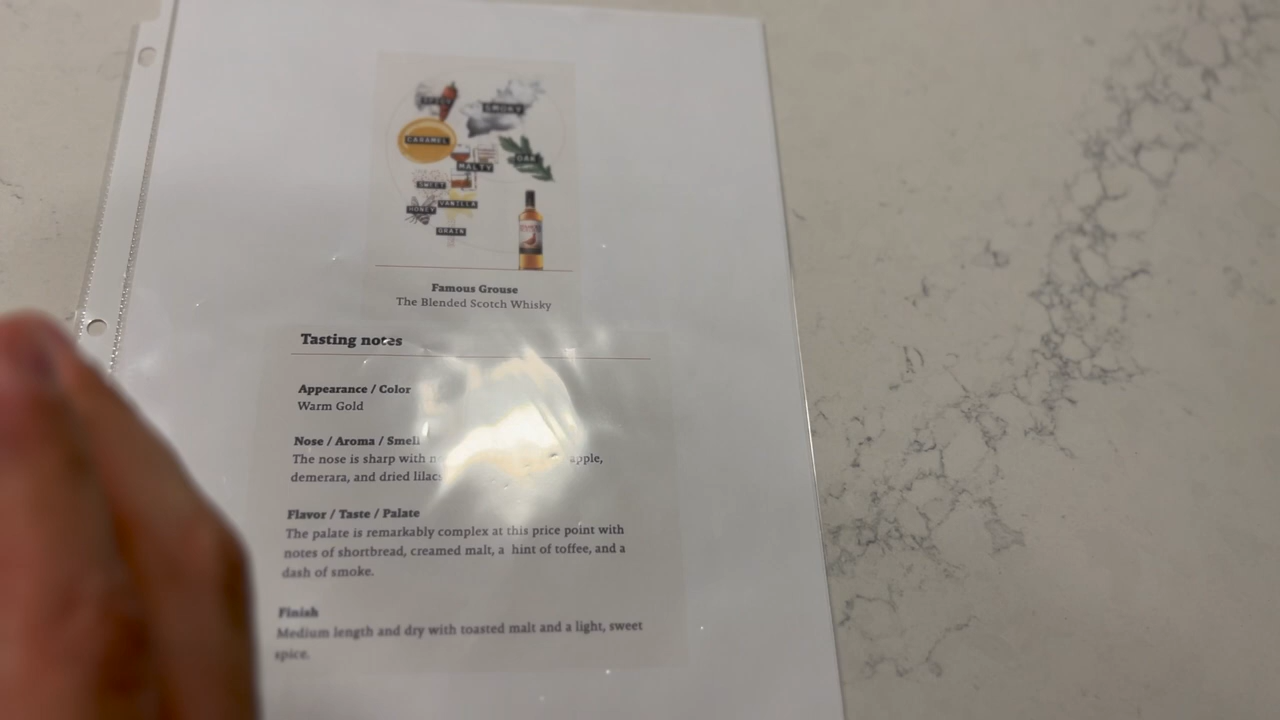 SPICY
SMOKY
CARAMEL
OAK
MALTY
SWEET
HONEY
VANILLA
GRAIN
Famous Grouse
The Blended Scotch Whisky
Tasting notes
Appearance / Color
Warm Gold
Nose / Aroma / Smell
The nose is sharp with apple,
demerara, and dried lilacs
Flavor / Taste / Palate
The palate is remarkably complex at this price point with
notes of shortbread, creamed malt, a hint of toffee, and a
dash of smoke.
Finish
Medium length and dry with toasted malt and a light, sweet
spice.